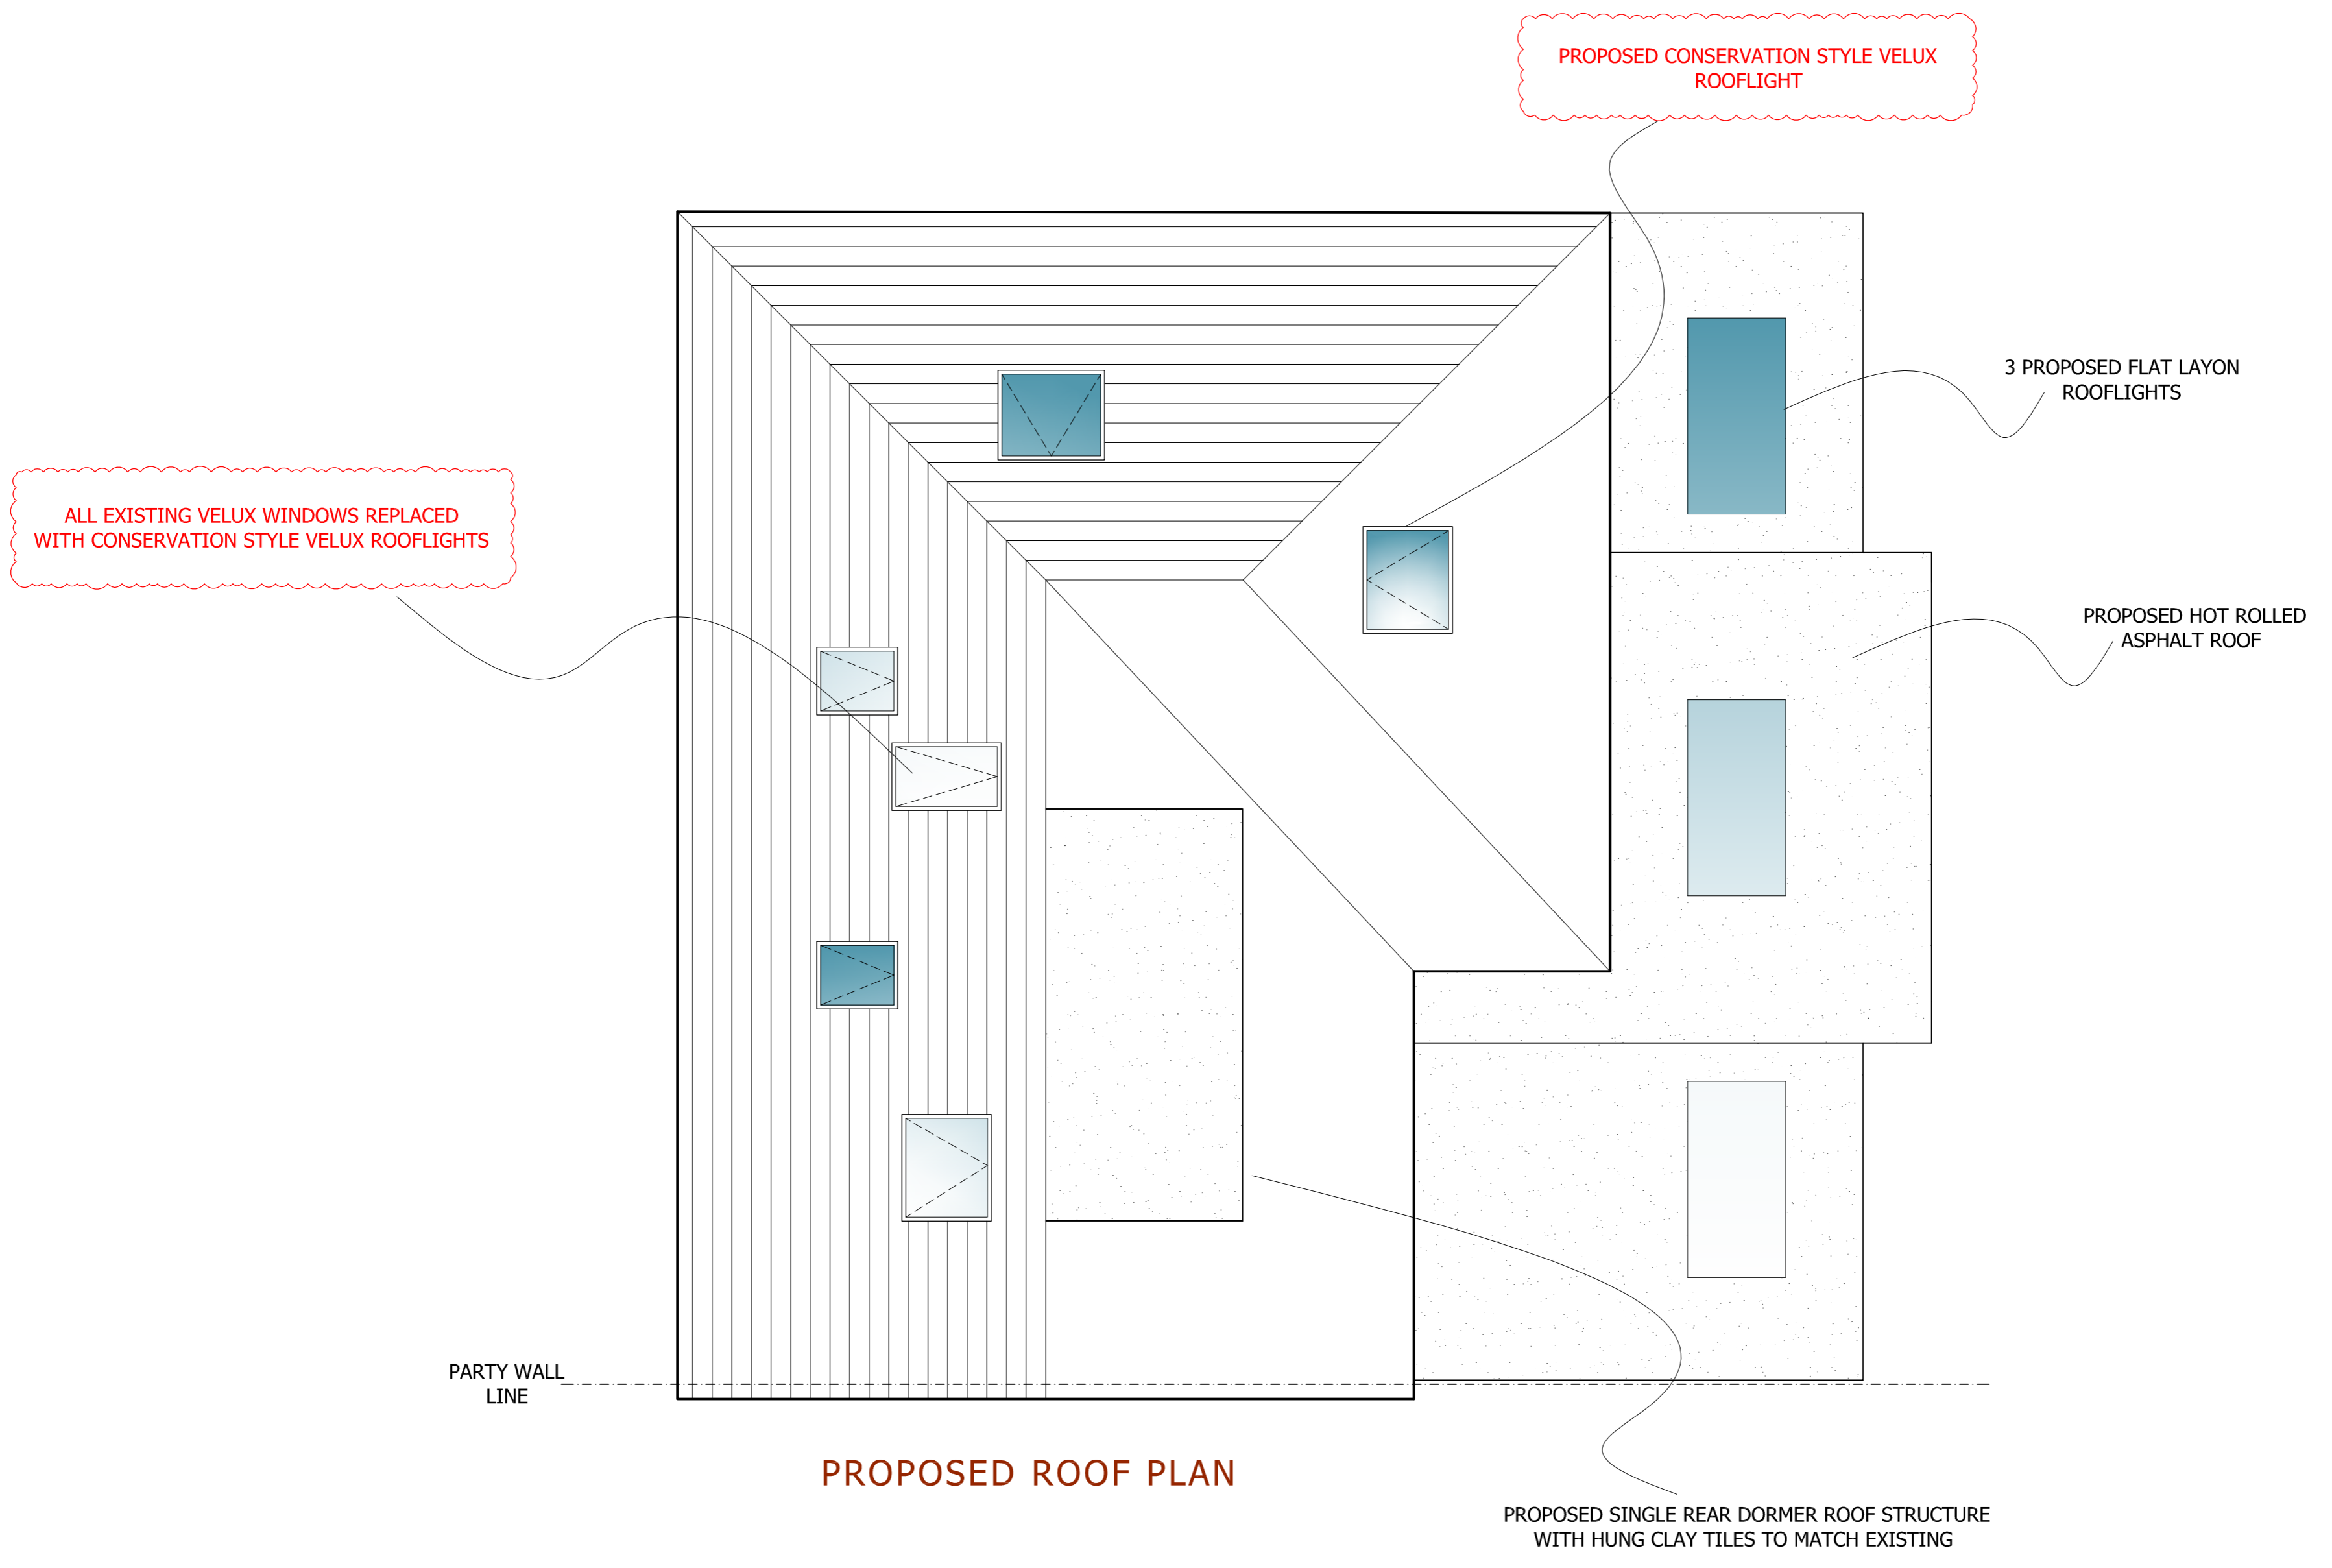 PROPOSED CONSERVATION STYLE VELUX
ROOFLIGHT
3 PROPOSED FLAT LAYON
ROOFLIGHTS
ALL EXISTING VELUX WINDOWS REPLACED
WITH CONSERVATION STYLE VELUX ROOFLIGHTS
PROPOSED HOT ROLLED
ASPHALT ROOF
PARTY WALL
LINE
PROPOSED ROOF PLAN
PROPOSED SINGLE REAR DORMER ROOF STRUCTURE
WITH HUNG CLAY TILES TO MATCH EXISTING